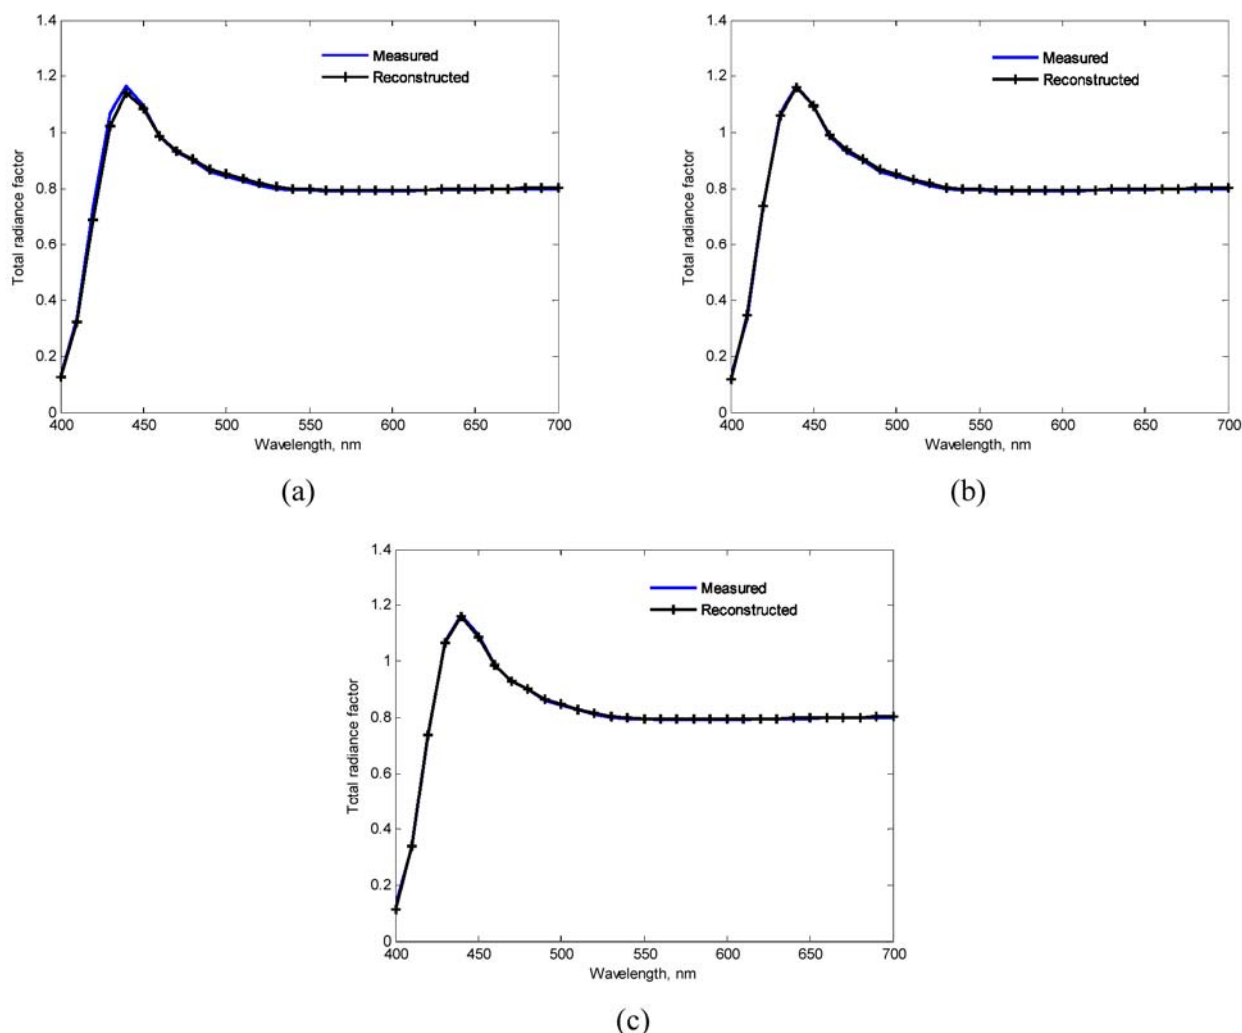 1.4
1.2
1
0.8
0.6
0.4
0.2
0
Total radiance factor
Measured
Reconstructed
400 450 500 550 600 650 700
Wavelength, nm
(a)
1.4
1.2
1
0.8
0.6
0.4
0.2
0
Total radiance factor
Measured
Reconstructed
400 450 500 550 600 650 700
Wavelength, nm
(b)
1.4
1.2
1
0.8
0.6
0.4
0.2
0
Total radiance factor
Measured
Reconstructed
400 450 500 550 600 650 700
Wavelength, nm
(c)